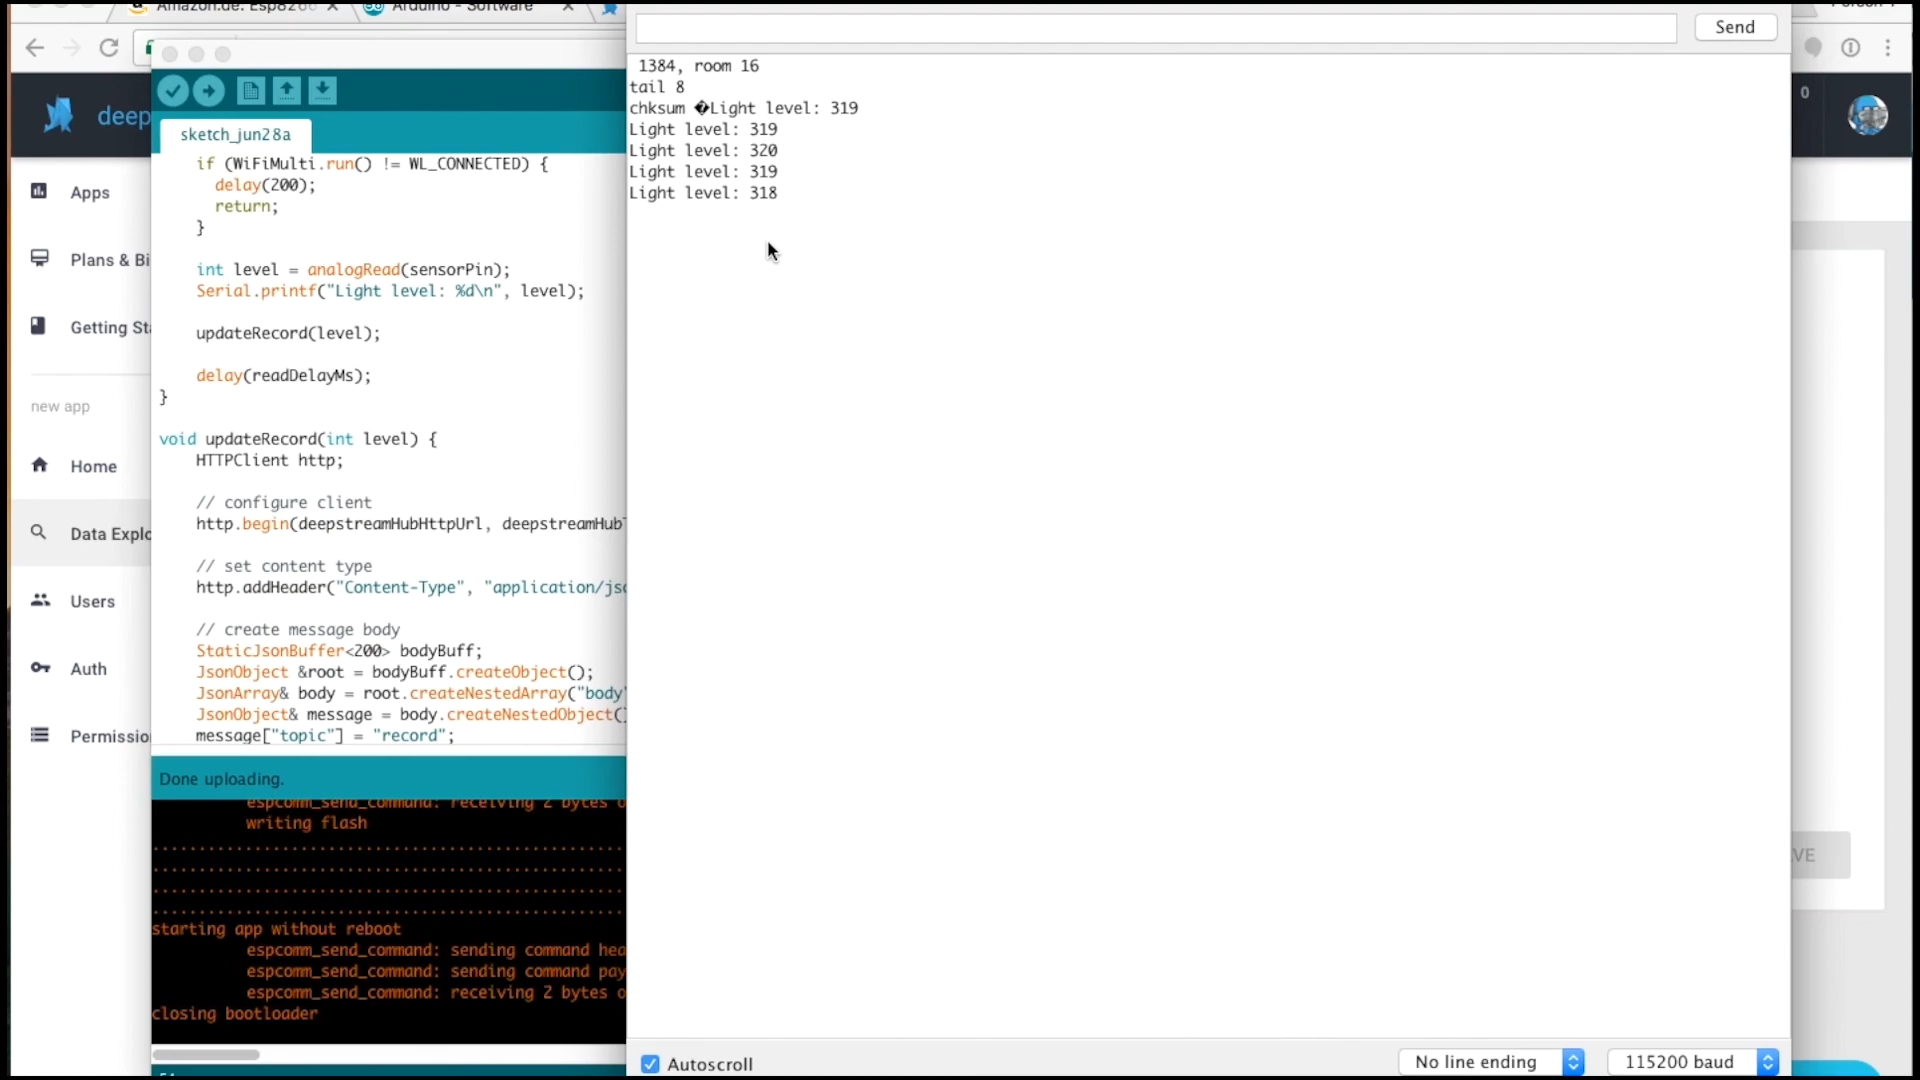 Amazon.de: Esp8266
Arduino - Software
Person 1
deep
0
Apps
Plans & Bi
Getting Sta
new app
Home
Data Explo
Users
Auth
Permissio
sketch_jun28a
if (WiFiMulti.run() != WL_CONNECTED) {
delay(200);
return;
}
int level = analogRead(sensorPin);
Serial.printf("Light level: %d\n", level);
updateRecord(level);
delay(readDelayMs);
}
void updateRecord(int level) {
HTTPClient http;
// configure client
http.begin(deepstreamHubHttpUrl, deepstreamHubT
// set content type
http.addHeader("Content-Type", "application/jso
// create message body
StaticJsonBuffer<200> bodyBuff;
JsonObject &root = bodyBuff.createObject();
JsonArray& body = root.createNestedArray("body"
JsonObject& message = body.createNestedObject()
message["topic"] = "record";
Done uploading.
espcomm_send_command: receiving 2 bytes o
writing flash
................................................
................................................
................................................
................................................
starting app without reboot
espcomm_send_command: sending command hea
espcomm_send_command: sending command pay
espcomm_send_command: receiving 2 bytes o
closing bootloader
Send
1384, room 16
tail 8
chksum �Light level: 319
Light level: 319
Light level: 320
Light level: 319
Light level: 318
VE
Autoscroll
No line ending
115200 baud